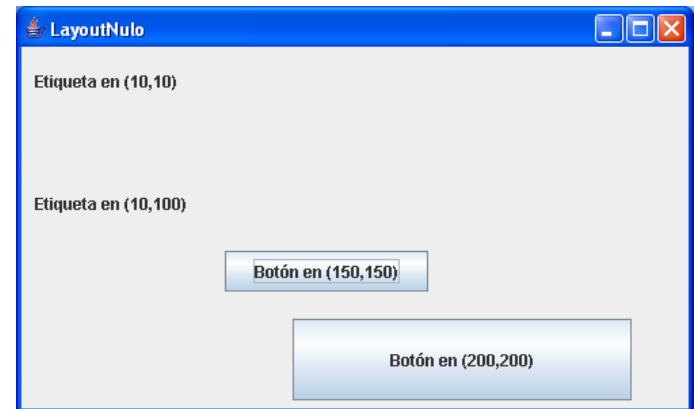 LayoutNulo
Etiqueta en (10,10)
Etiqueta en (10,100)
Botón en (150,150)
Botón en (200,200)